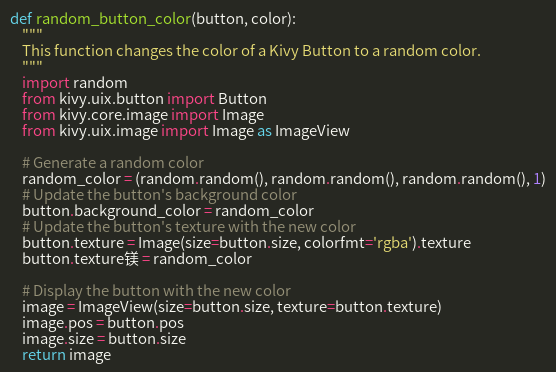 def random_button_color(button, color):
    """
    This function changes the color of a Kivy Button to a random color.
    """
    import random
    from kivy.uix.button import Button
    from kivy.core.image import Image
    from kivy.uix.image import Image as ImageView

    # Generate a random color
    random_color = (random.random(), random.random(), random.random(), 1)
    # Update the button's background color
    button.background_color = random_color
    # Update the button's texture with the new color
    button.texture = Image(size=button.size, colorfmt='rgba').texture
    button.texture镁 = random_color

    # Display the button with the new color
    image = ImageView(size=button.size, texture=button.texture)
    image.pos = button.pos
    image.size = button.size
    return image